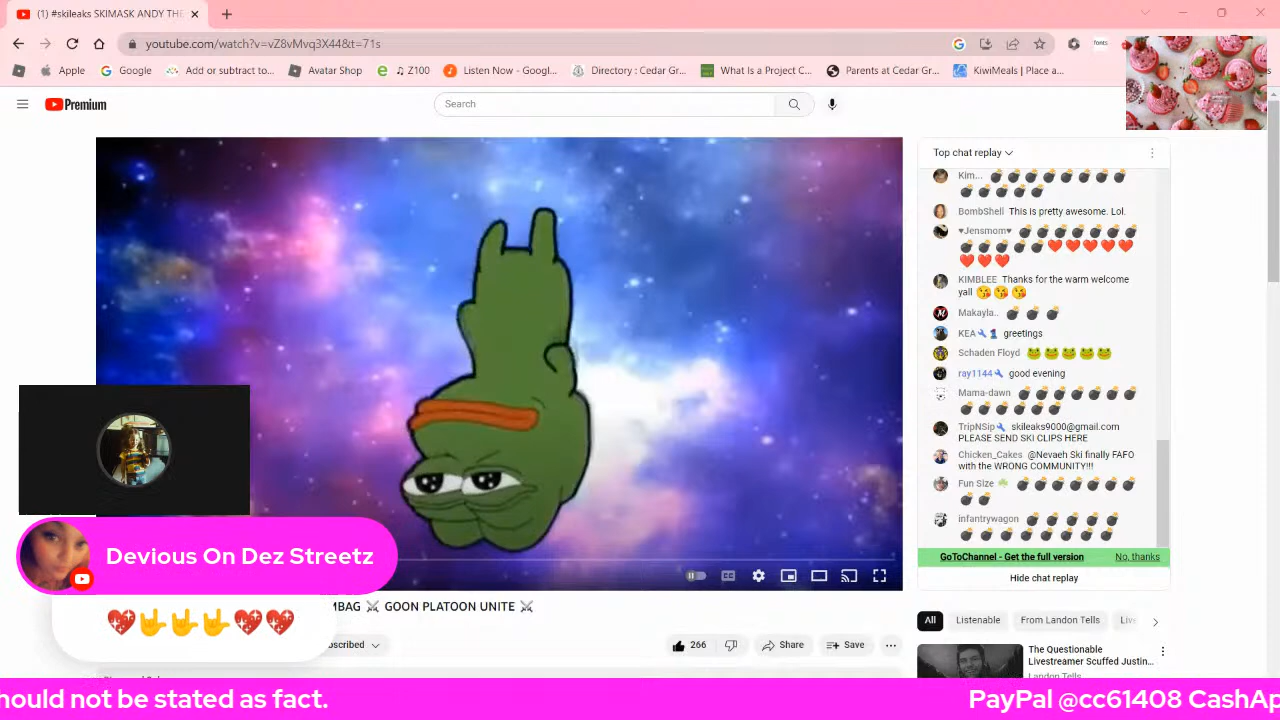 (1) #skileaks SKIMASK ANDY THE
youtube.com/watch?v=vZ8vMvq3X44&t=71s
fonts
Apple
Google
Add or subtract to...
Avatar Shop
Z100
Listen Now - Googl...
Directory : Cedar Gr...
What Is a Project C...
Parents at Cedar Gr...
KiwiMeals | Place a...
Premium
Search
Top chat replay
Kim...
BombShell This is pretty awesome. Lol.
♥Jensmom♥
KIMBLEE Thanks for the warm welcome
yall
Makayla..
KEA greetings
Schaden Floyd
ray1144 good evening
Mama-dawn
TripNSip skileaks9000@gmail.com
PLEASE SEND SKI CLIPS HERE
Chicken_Cakes @Nevaeh Ski finally FAFO
with the WRONG COMMUNITY!!!
Fun Size
infantrywagon
GoToChannel - Get the full version
No, thanks
Hide chat replay
Devious On Dez Streetz
💖🤟🤟🤟💖💖
MBAG ⚔ GOON PLATOON UNITE ⚔
266
Share
Save
All
Listenable
From Landon Tells
Liv
The Questionable
Livestreamer Scuffed Justin...
Landon Tells
hould not be stated as fact.
PayPal @cc61408 CashAp